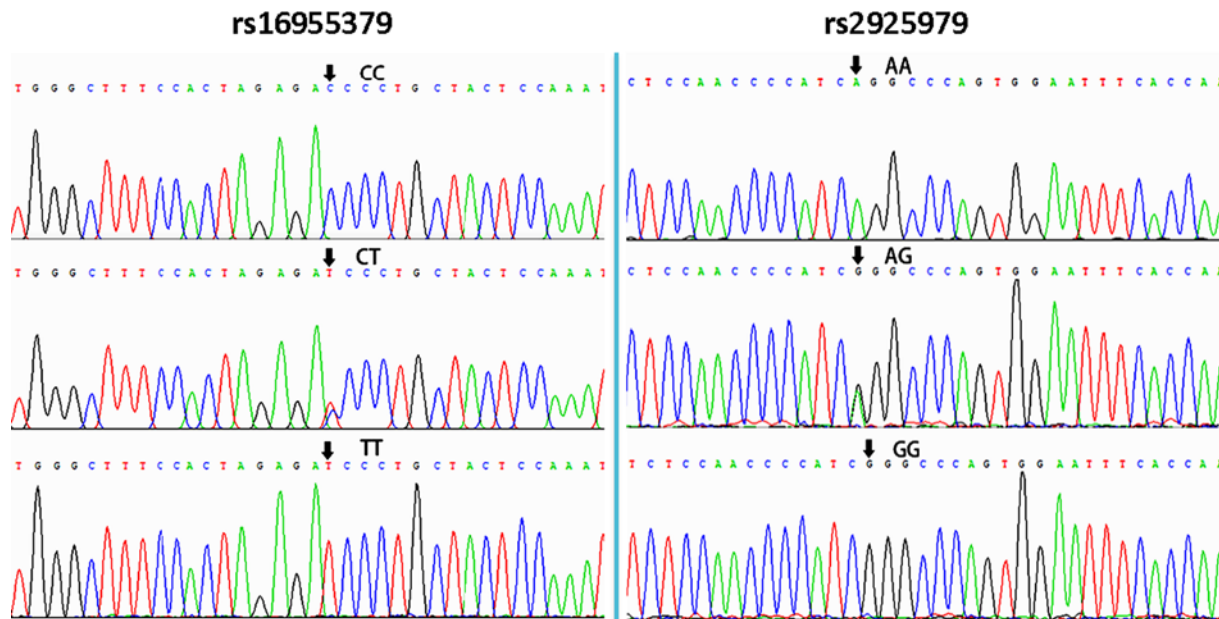 rs16955379
CC
T G G G C T T T C C A C T A G A G A C C C C T G C T A C T C C A A A T
CT
T G G G C T T T C C A C T A G A G A T C C C T G C T A C T C C A A A T
TT
T G G G C T T T C C A C T A G A G A T C C C T G C T A C T C C A A A T
rs2925979
AA
C T C C A A C C C C A T C A G G C C C A G T G G A A T T T C A C C A A
AG
C T C C A A C C C C A T C G G G C C C A G T G G A A T T T C A C C A A
GG
T C T C C A A C C C C A T C G G G C C C A G T G G A A T T T C A C C A A